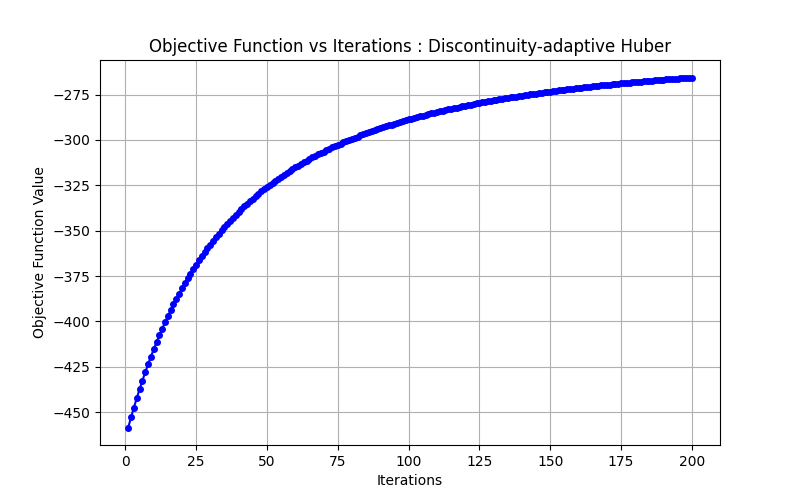 Objective Function vs Iterations : Discontinuity-adaptive Huber
Objective Function Value
−275
−300
−325
−350
−375
−400
−425
−450
0 25 50 75 100 125 150 175 200
Iterations